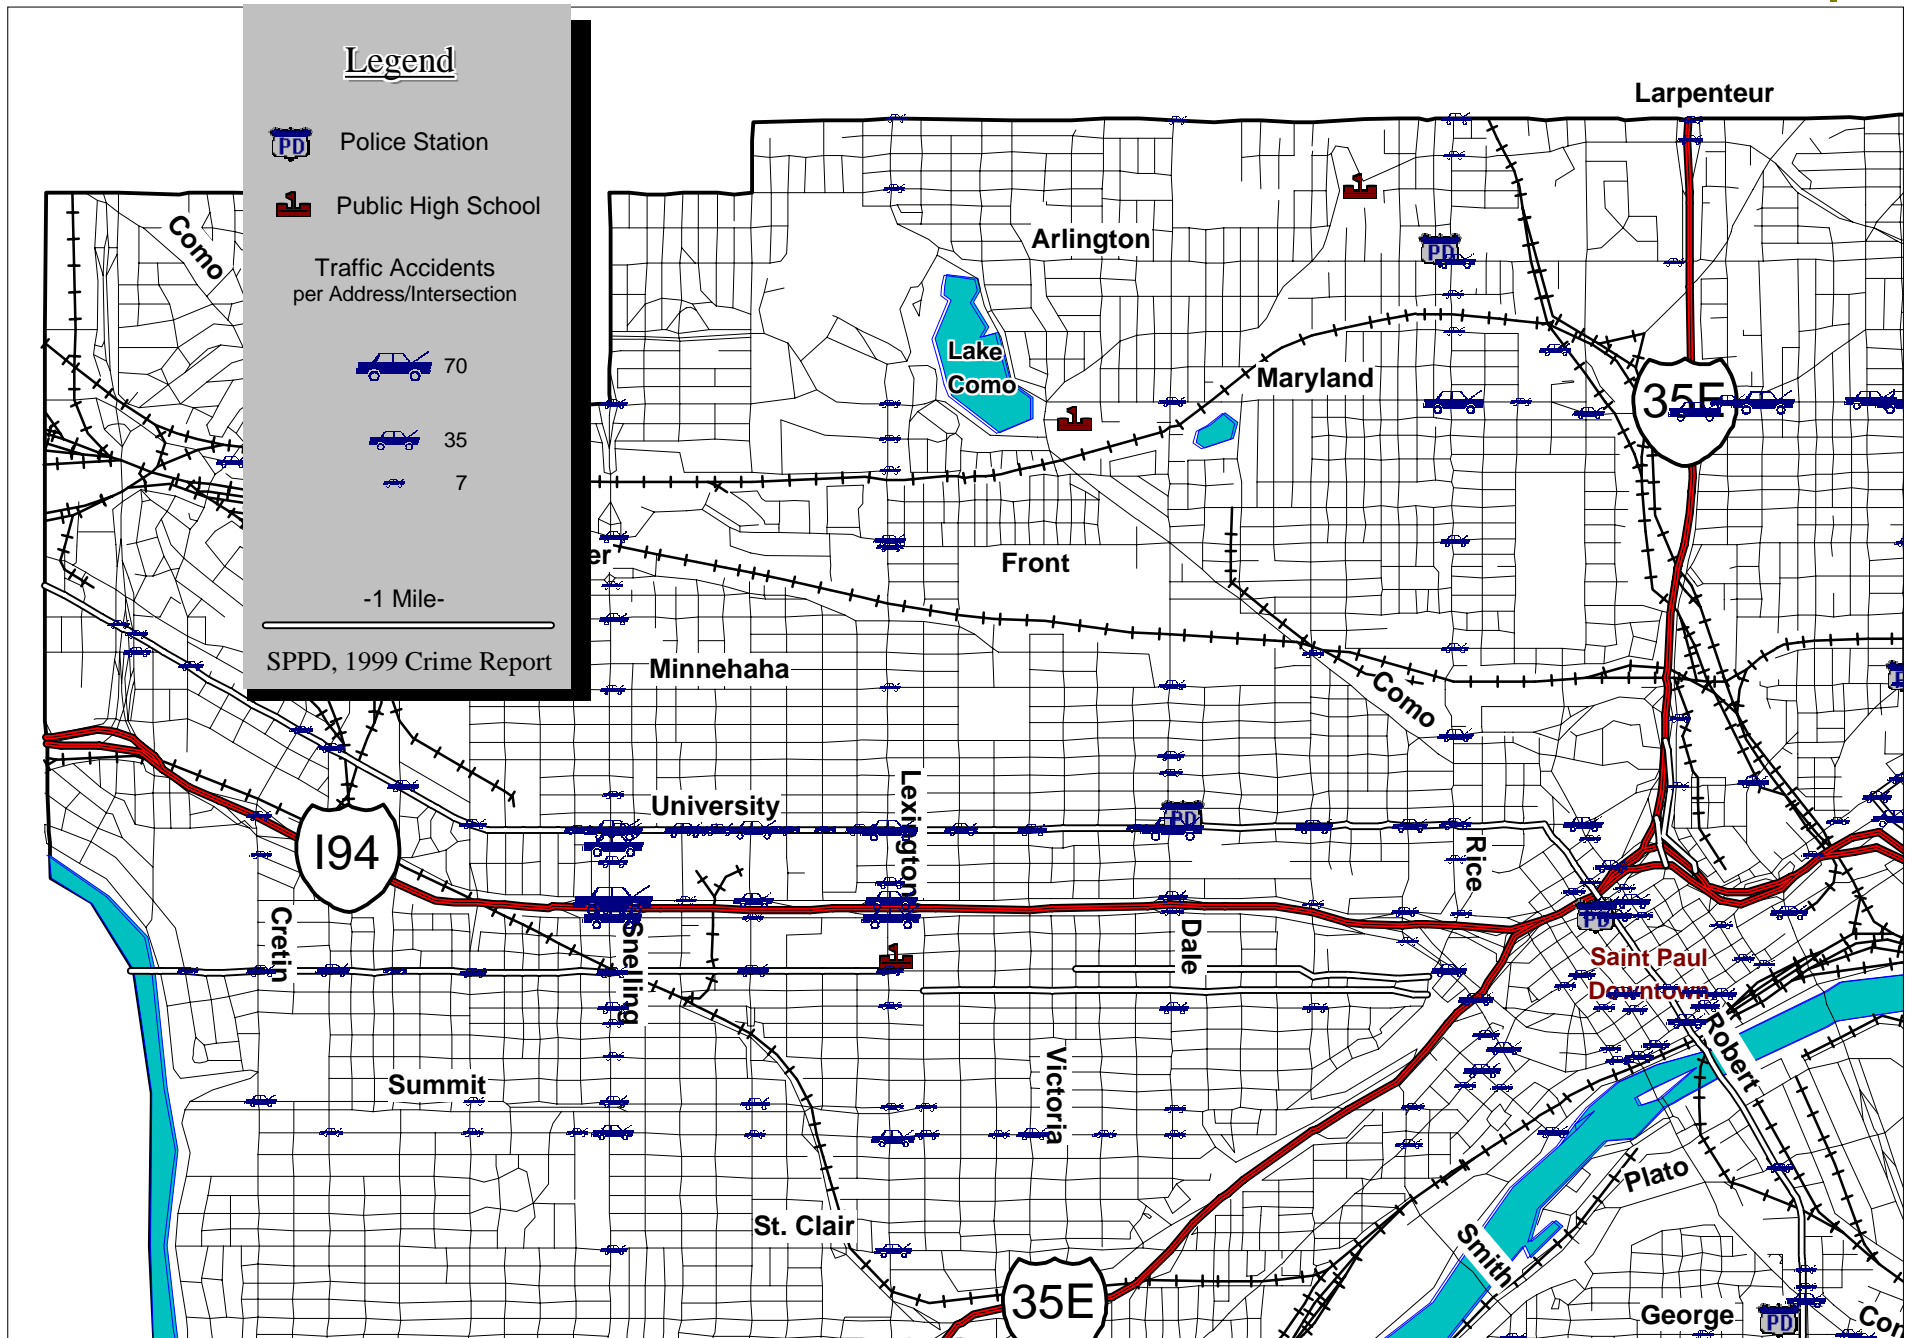 Legend
PD Police Station
Public High School
Traffic Accidents
per Address/Intersection
70
35
7
-1 Mile-
SPPD, 1999 Crime Report
Larpenteur
Como
Arlington
PD
Lake
Como
Maryland
35E
er
Front
Minnehaha
Como
University
Lexington
PD
Rice
I94
Cretin
Snelling
Dale
PD
Saint Paul
Downtown
Robert
Summit
Victoria
Plato
St. Clair
Smith
35E
George
PD
Con